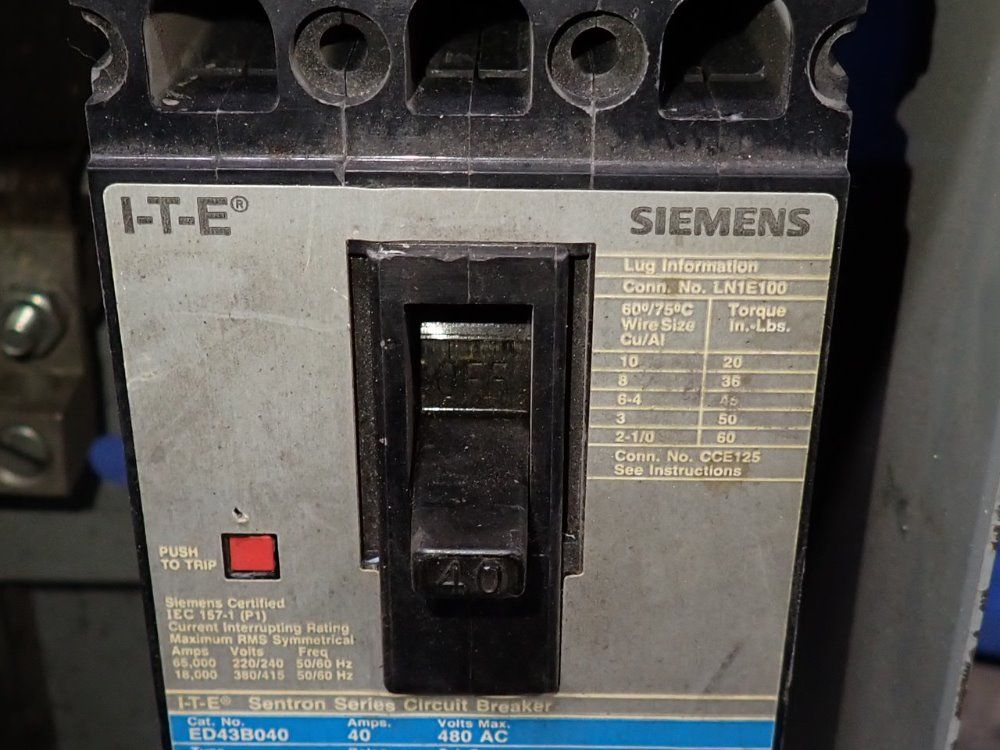 I-T-E®
SIEMENS
Lug Information
Conn. No. LN1E100
60°/75°C Torque
Wire Size In.-Lbs.
Cu/Al
10 20
8 36
6-4 45
3 50
2-1/0 60
Conn. No. CCE125
See Instructions
OFF
40
PUSH
TO TRIP
Siemens Certified
IEC 157-1 (P1)
Current Interrupting Rating
Maximum RMS Symmetrical
Amps Volts Freq
65,000 220/240 50/60 Hz
18,000 380/415 50/60 Hz
I-T-E® Sentron Series Circuit Breaker
Cat. No. Amps. Volts Max.
ED43B040 40 480 AC